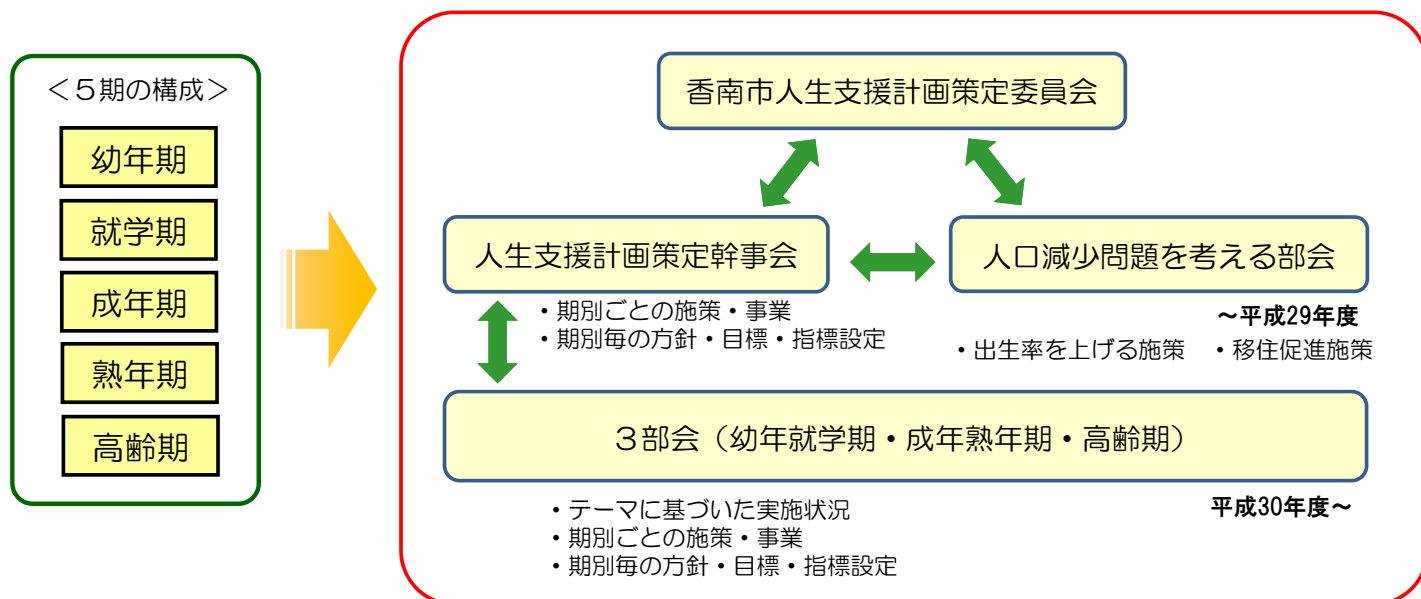 ＜５期の構成＞
幼年期
就学期
成年期
熟年期
高齢期
香南市人生支援計画策定委員会
人生支援計画策定幹事会
・期別ごとの施策・事業
・期別毎の方針・目標・指標設定
人口減少問題を考える部会
～平成29年度
・出生率を上げる施策　・移住促進施策
３部会（幼年就学期・成年熟年期・高齢期）
平成30年度～
・テーマに基づいた実施状況
・期別ごとの施策・事業
・期別毎の方針・目標・指標設定